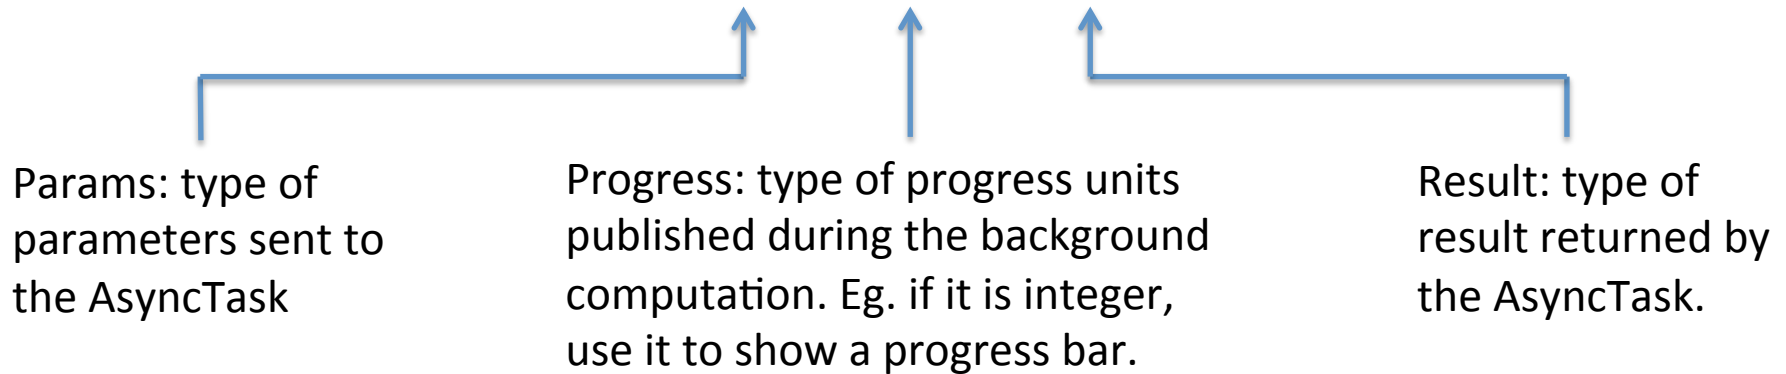 Params: type of
parameters sent to
the AsyncTask
Progress: type of progress units
published during the background
computation. Eg. if it is integer,
use it to show a progress bar.
Result: type of
result returned by
the AsyncTask.